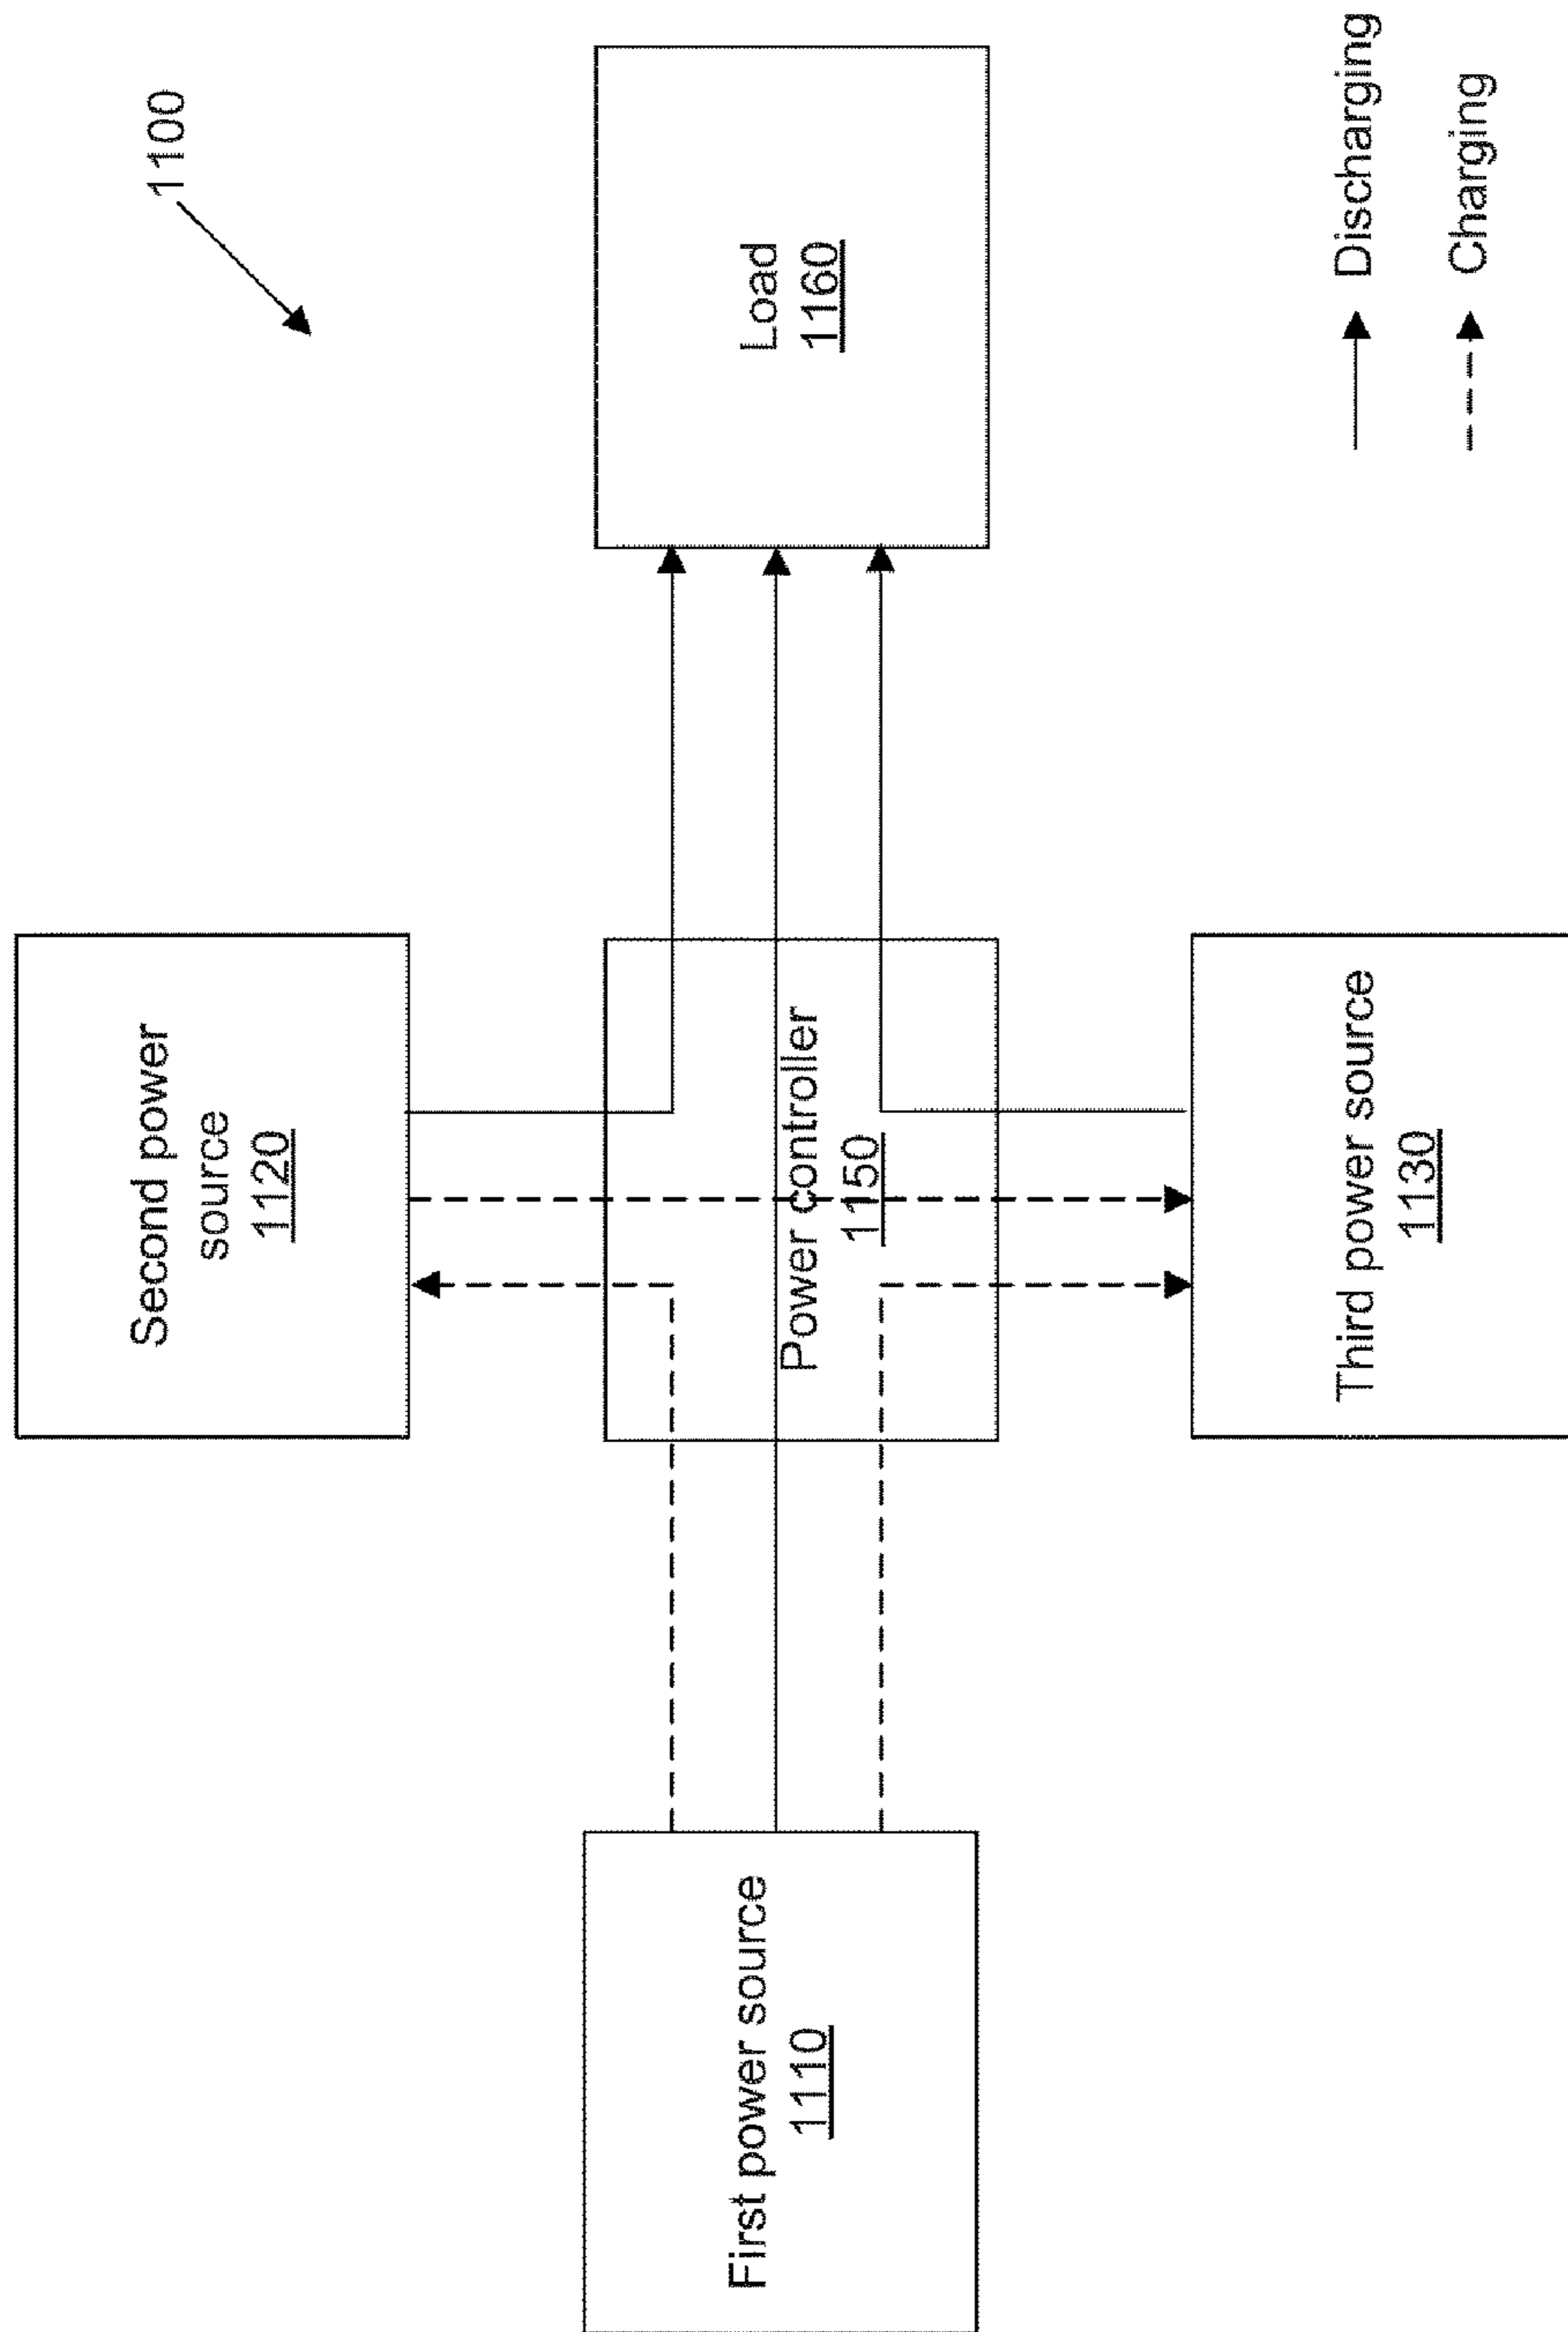 1100
Second power
source
1120
First power source
1110
Power controller
1150
Load
1160
Third power source
1130
Discharging
Charging